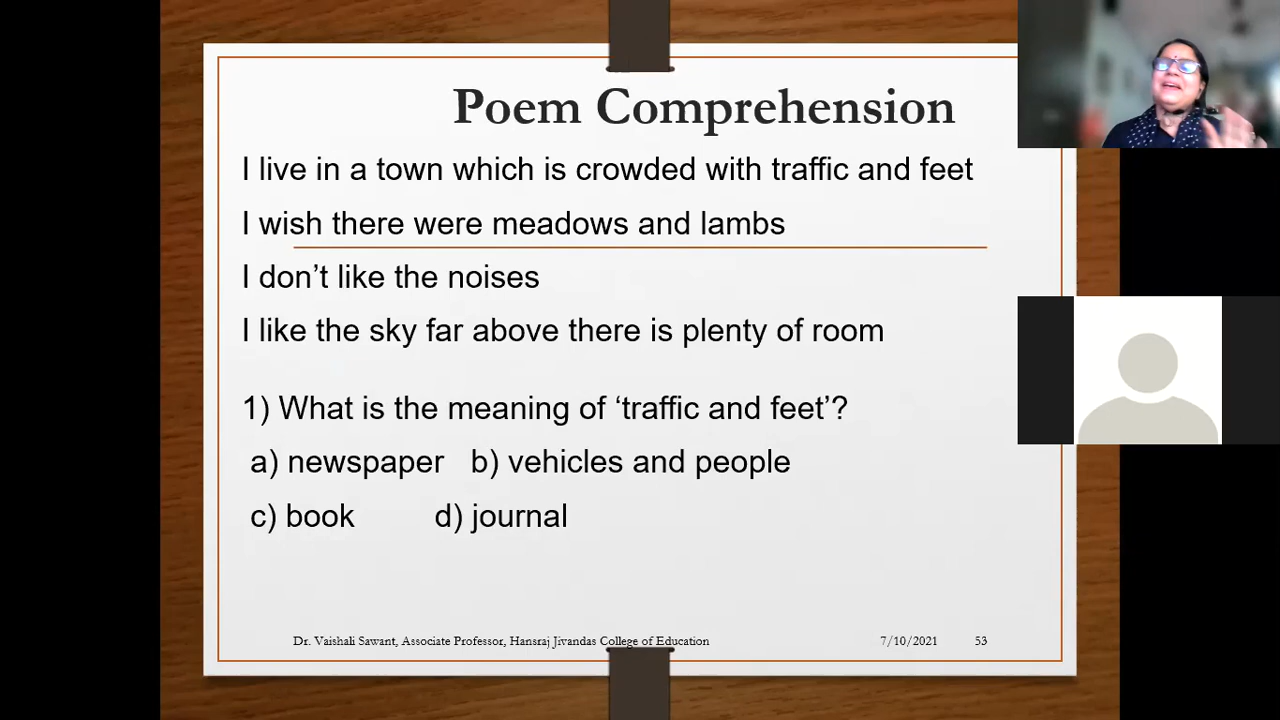 Poem Comprehension
I live in a town which is crowded with traffic and feet
I wish there were meadows and lambs
I don’t like the noises
I like the sky far above there is plenty of room
1) What is the meaning of ‘traffic and feet’?
a) newspaper b) vehicles and people
c) book d) journal
Dr. Vaishali Sawant, Associate Professor, Hansraj Jivandas College of Education 7/10/2021 53